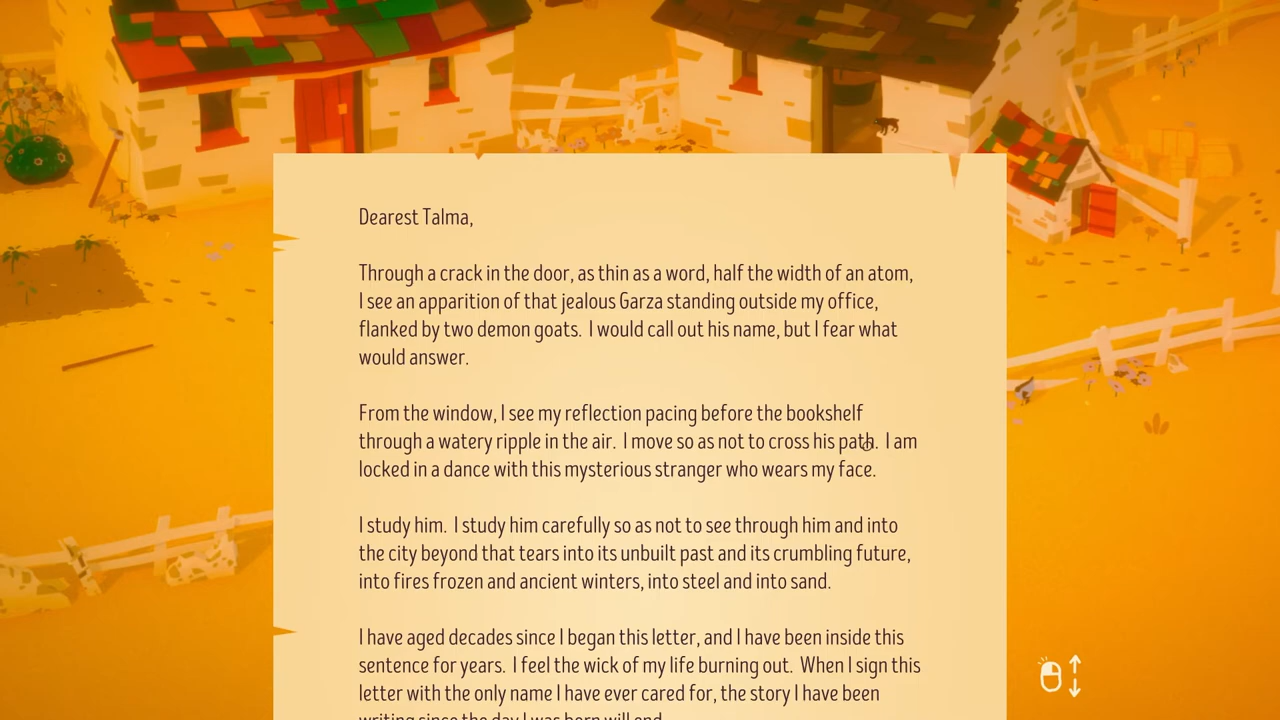 Dearest Talma,
Through a crack in the door, as thin as a word, half the width of an atom,
I see an apparition of that jealous Garza standing outside my office,
flanked by two demon goats.  I would call out his name, but I fear what
would answer.
From the window, I see my reflection pacing before the bookshelf
through a watery ripple in the air.  I move so as not to cross his path.  I am
locked in a dance with this mysterious stranger who wears my face.
I study him.  I study him carefully so as not to see through him and into
the city beyond that tears into its unbuilt past and its crumbling future,
into fires frozen and ancient winters, into steel and into sand.
I have aged decades since I began this letter, and I have been inside this
sentence for years.  I feel the wick of my life burning out.  When I sign this
letter with the only name I have ever cared for, the story I have been
writing since the day I was born will end.